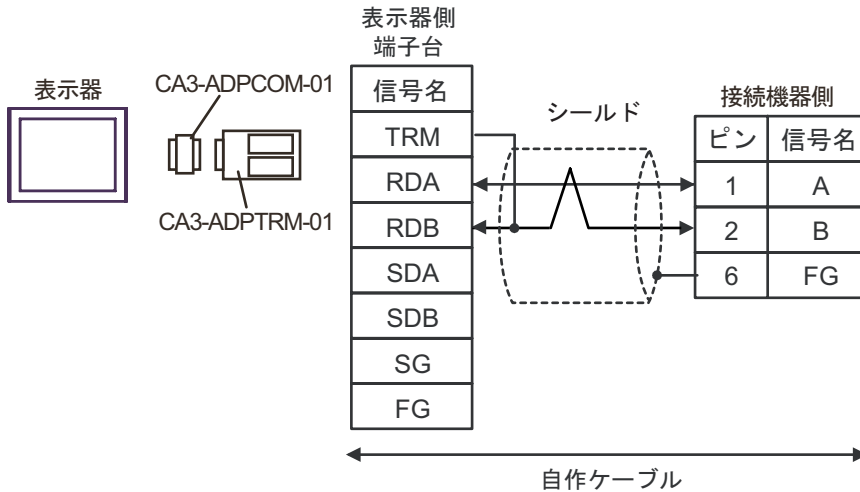 表示器側
端子台
表示器
CA3-ADPCOM-01
CA3-ADPTRM-01
信号名
TRM
RDA
RDB
SDA
SDB
SG
FG
シールド
接続機器側
ピン 信号名
1 A
2 B
6 FG
自作ケーブル